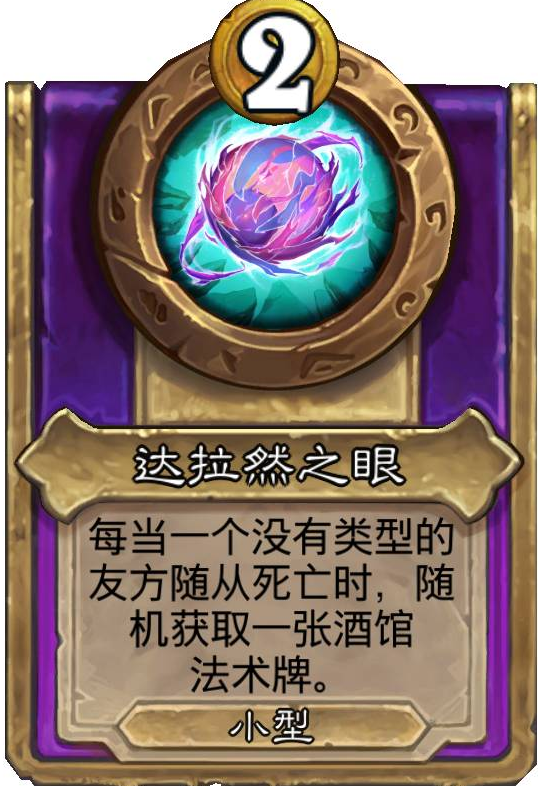 2
达拉然之眼
每当一个没有类型的
友方随从死亡时，随
机获取一张酒馆
法术牌。
小型